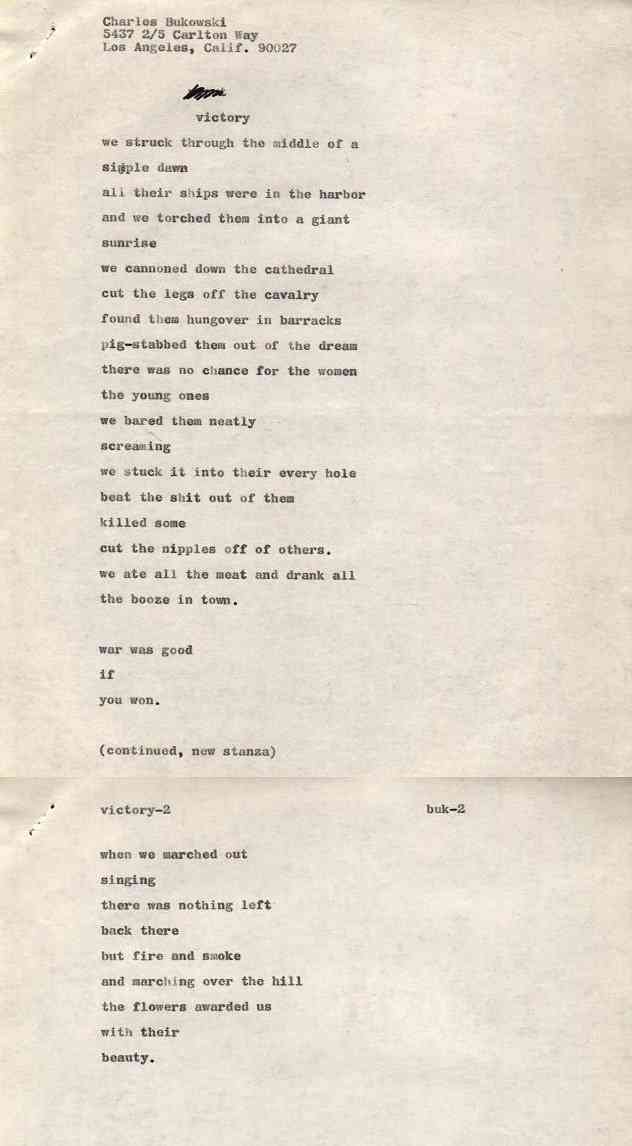 Charles Bukowski
5437 2/5 Carlton Way
Los Angeles, Calif. 90027
victory
we struck through the middle of a
simple dawn
all their ships were in the harbor
and we torched them into a giant
sunrise
we cannoned down the cathedral
cut the legs off the cavalry
found them hungover in barracks
pig-stabbed them out of the dream
there was no chance for the women
the young ones
we bared them neatly
screaming
we stuck it into their every hole
beat the shit out of them
killed some
cut the nipples off of others.
we ate all the meat and drank all
the booze in town.
war was good
if
you won.
(continued, new stanza)
victory-2 buk-2
when we marched out
singing
there was nothing left
back there
but fire and smoke
and marching over the hill
the flowers awarded us
with their
beauty.